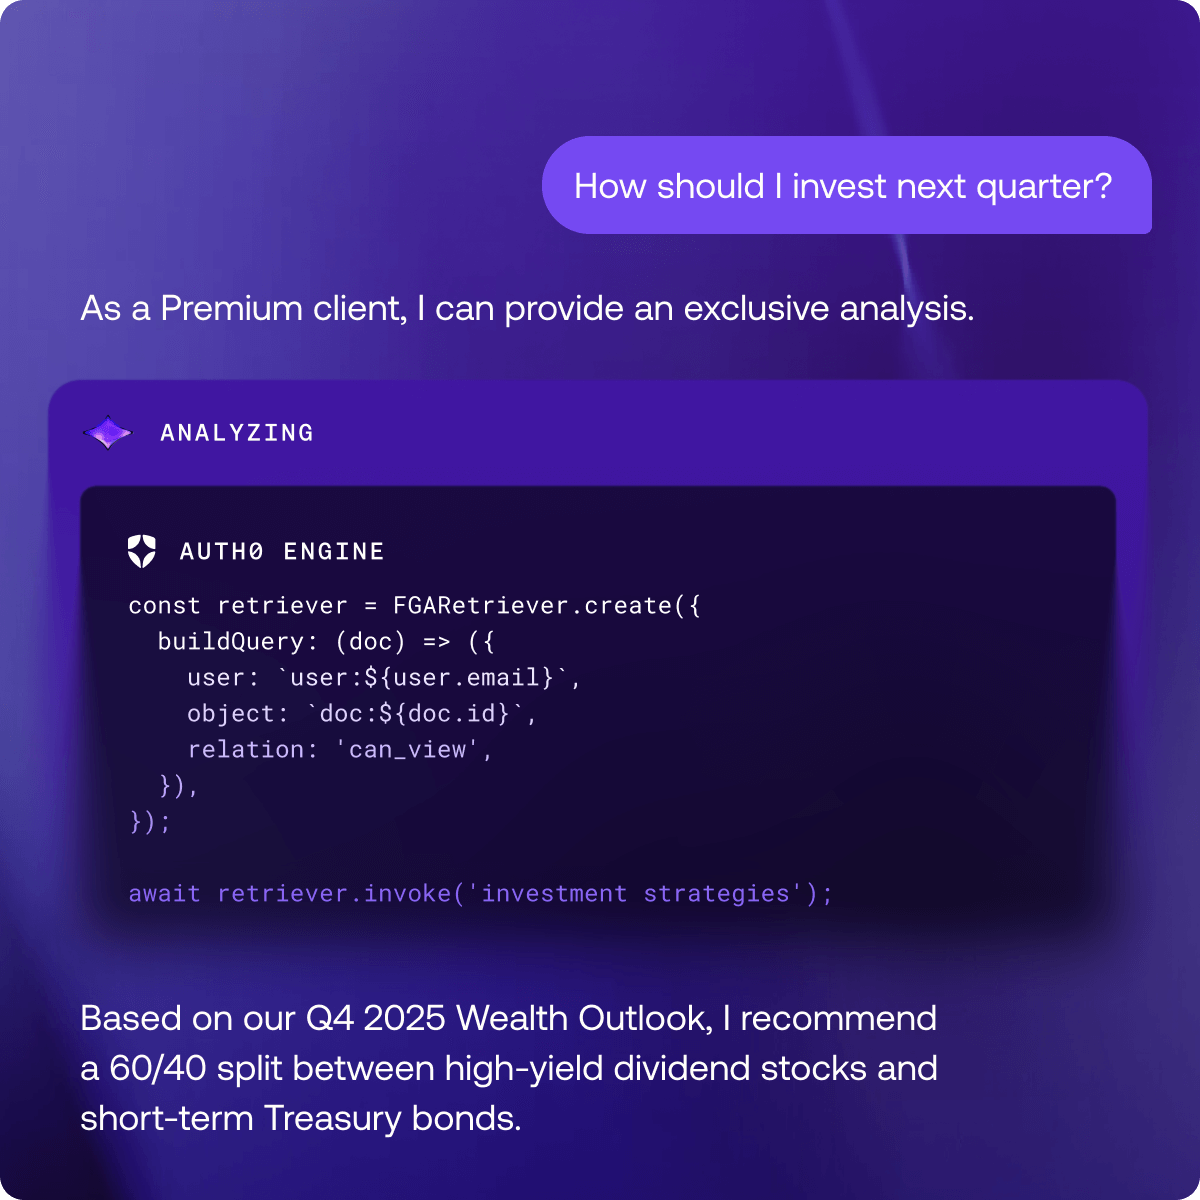 How should I invest next quarter?
As a Premium client, I can provide an exclusive analysis.
ANALYZING
AUTH0 ENGINE
const retriever = FGARetriever.create({
  buildQuery: (doc) => ({
    user: `user:${user.email}`,
    object: `doc:${doc.id}`,
    relation: 'can_view',
  }),
});
await retriever.invoke('investment strategies');
Based on our Q4 2025 Wealth Outlook, I recommend
a 60/40 split between high-yield dividend stocks and
short-term Treasury bonds.